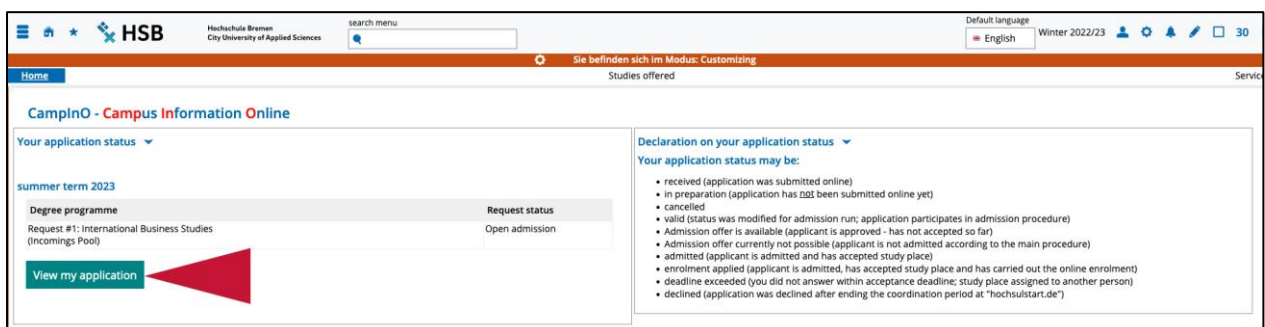 HSB
Hochschule Bremen
City University of Applied Sciences
search menu
Default language
English
Winter 2022/23
30
Sie befinden sich im Modus: Customizing
Home
Studies offered
Service
CampInO - Campus Information Online
Your application status
summer term 2023
Degree programme Request status
Request #1: International Business Studies Open admission
(Incomings Pool)
View my application
Declaration on your application status
Your application status may be:
• received (application was submitted online)
• in preparation (application has not been submitted online yet)
• cancelled
• valid (status was modified for admission run; application participates in admission procedure)
• Admission offer is available (applicant is approved - has not accepted so far)
• Admission offer currently not possible (applicant is not admitted according to the main procedure)
• admitted (applicant is admitted and has accepted study place)
• enrolment applied (applicant is admitted, has accepted study place and has carried out the online enrolment)
• deadline exceeded (you did not answer within acceptance deadline; study place assigned to another person)
• declined (application was declined after ending the coordination period at "hochsulstart.de")